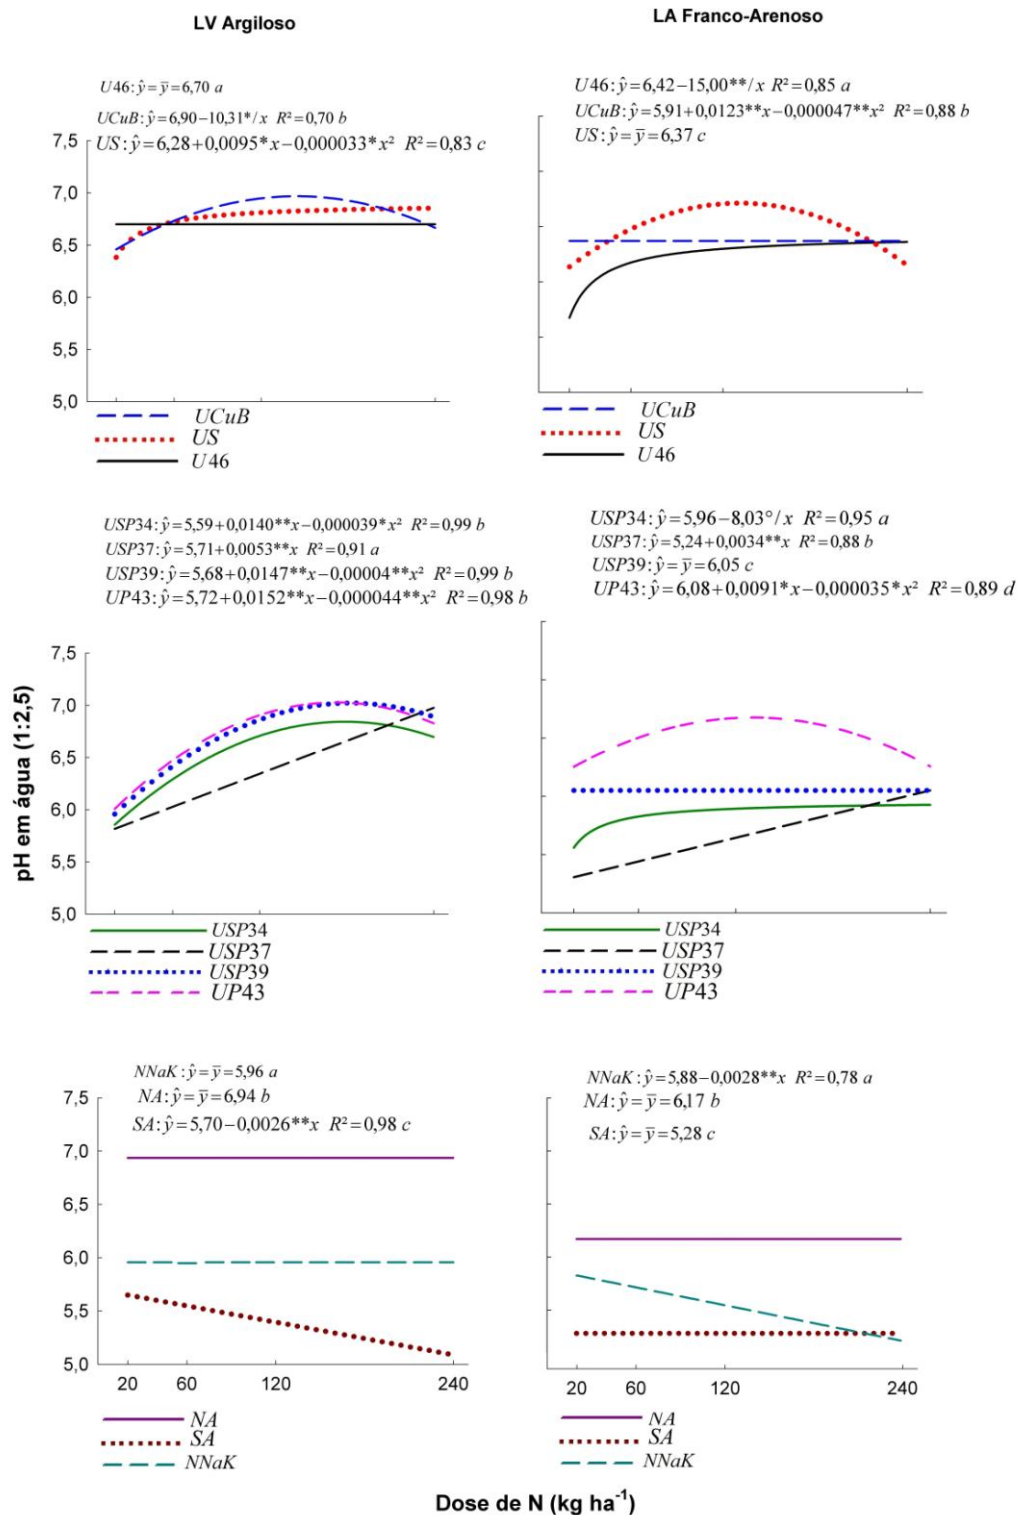 LV Argiloso
LA Franco-Arenoso
U46: ŷ = ȳ = 6,70 a
UCuB: ŷ = 6,90−10,31*/x R² = 0,70 b
US: ŷ = 6,28+0,0095*x−0,000033*x² R² = 0,83 c
U46: ŷ = 6,42−15,00**/x R² = 0,85 a
UCuB: ŷ = 5,91+0,0123**x−0,000047**x² R² = 0,88 b
US: ŷ = ȳ = 6,37 c
7,5
7,0
6,5
6,0
5,5
5,0
UCuB
US
U46
UCuB
US
U46
USP34: ŷ = 5,59+0,0140**x−0,000039*x² R² = 0,99 b
USP37: ŷ = 5,71+0,0053**x R² = 0,91 a
USP39: ŷ = 5,68+0,0147**x−0,00004**x² R² = 0,99 b
UP43: ŷ = 5,72+0,0152**x−0,000044**x² R² = 0,98 b
USP34: ŷ = 5,96−8,03°/x R² = 0,95 a
USP37: ŷ = 5,24+0,0034**x R² = 0,88 b
USP39: ŷ = ȳ = 6,05 c
UP43: ŷ = 6,08+0,0091*x−0,000035*x² R² = 0,89 d
pH em água (1:2,5)
7,5
7,0
6,5
6,0
5,5
5,0
USP34
USP37
USP39
UP43
USP34
USP37
USP39
UP43
NNaK: ŷ = ȳ = 5,96 a
NA: ŷ = ȳ = 6,94 b
SA: ŷ = 5,70−0,0026**x R² = 0,98 c
NNaK: ŷ = 5,88−0,0028**x R² = 0,78 a
NA: ŷ = ȳ = 6,17 b
SA: ŷ = ȳ = 5,28 c
7,5
7,0
6,5
6,0
5,5
5,0
20 60 120 240
20 60 120 240
NA
SA
NNaK
NA
SA
NNaK
Dose de N (kg ha⁻¹)